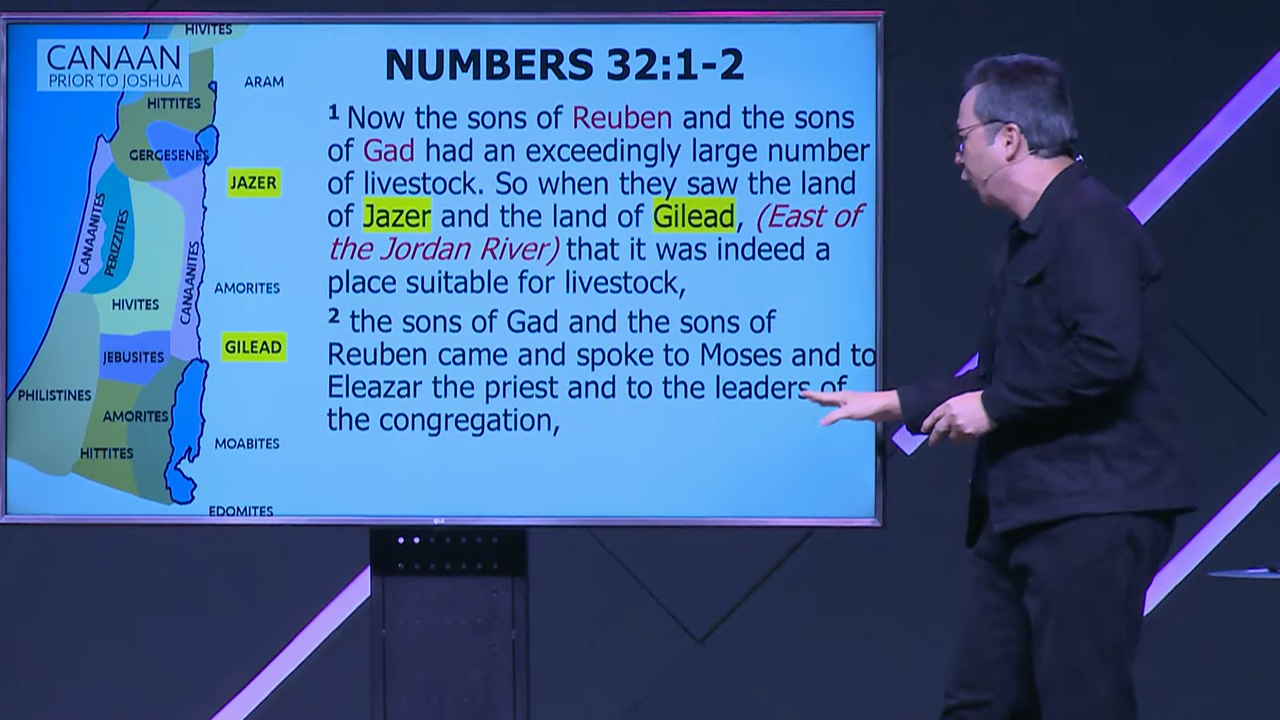 HIVITES
CANAAN
PRIOR TO JOSHUA
ARAM
HITTITES
GERGESENES
JAZER
CANAANITES
PERIZZITES
CANAANITES
AMORITES
HIVITES
GILEAD
JEBUSITES
PHILISTINES
AMORITES
MOABITES
HITTITES
EDOMITES
NUMBERS 32:1-2
1 Now the sons of Reuben and the sons
of Gad had an exceedingly large number
of livestock. So when they saw the land
of Jazer and the land of Gilead, (East of
the Jordan River) that it was indeed a
place suitable for livestock,
2 the sons of Gad and the sons of
Reuben came and spoke to Moses and to
Eleazar the priest and to the leaders of
the congregation,
LG